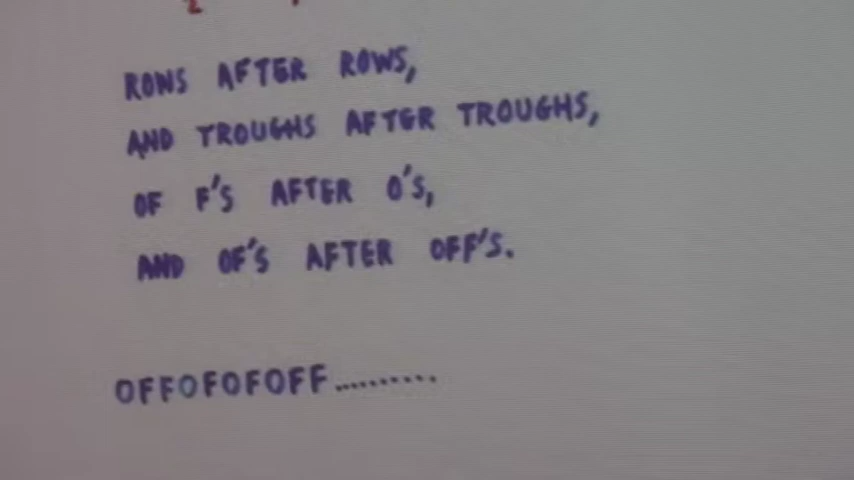 ROWS AFTER ROWS,
AND TROUGHS AFTER TROUGHS,
OF F'S AFTER O'S,
AND OF'S AFTER OFF'S.
OFFOFOFOFF..........